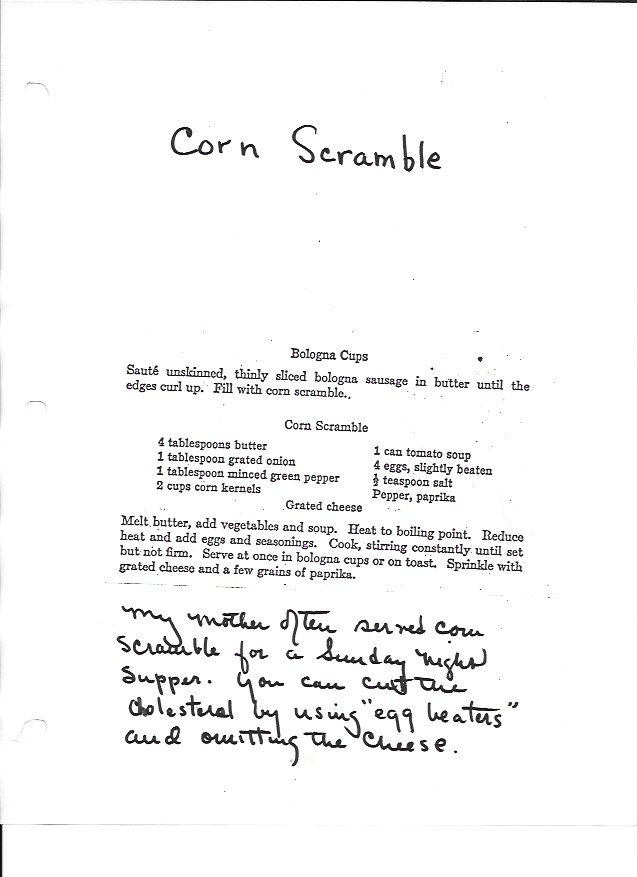 Corn Scramble
Bologna Cups
Sauté unskinned, thinly sliced bologna sausage in butter until the
edges curl up. Fill with corn scramble..
Corn Scramble
4 tablespoons butter
1 tablespoon grated onion
1 tablespoon minced green pepper
2 cups corn kernels
1 can tomato soup
4 eggs, slightly beaten
½ teaspoon salt
Pepper, paprika
Grated cheese
Melt butter, add vegetables and soup. Heat to boiling point. Reduce
heat and add eggs and seasonings. Cook, stirring constantly until set
but not firm. Serve at once in bologna cups or on toast. Sprinkle with
grated cheese and a few grains of paprika.
My mother often served corn
scramble for a Sunday night
supper. You can cut the
cholesteral by using "egg beaters"
and omitting the cheese.